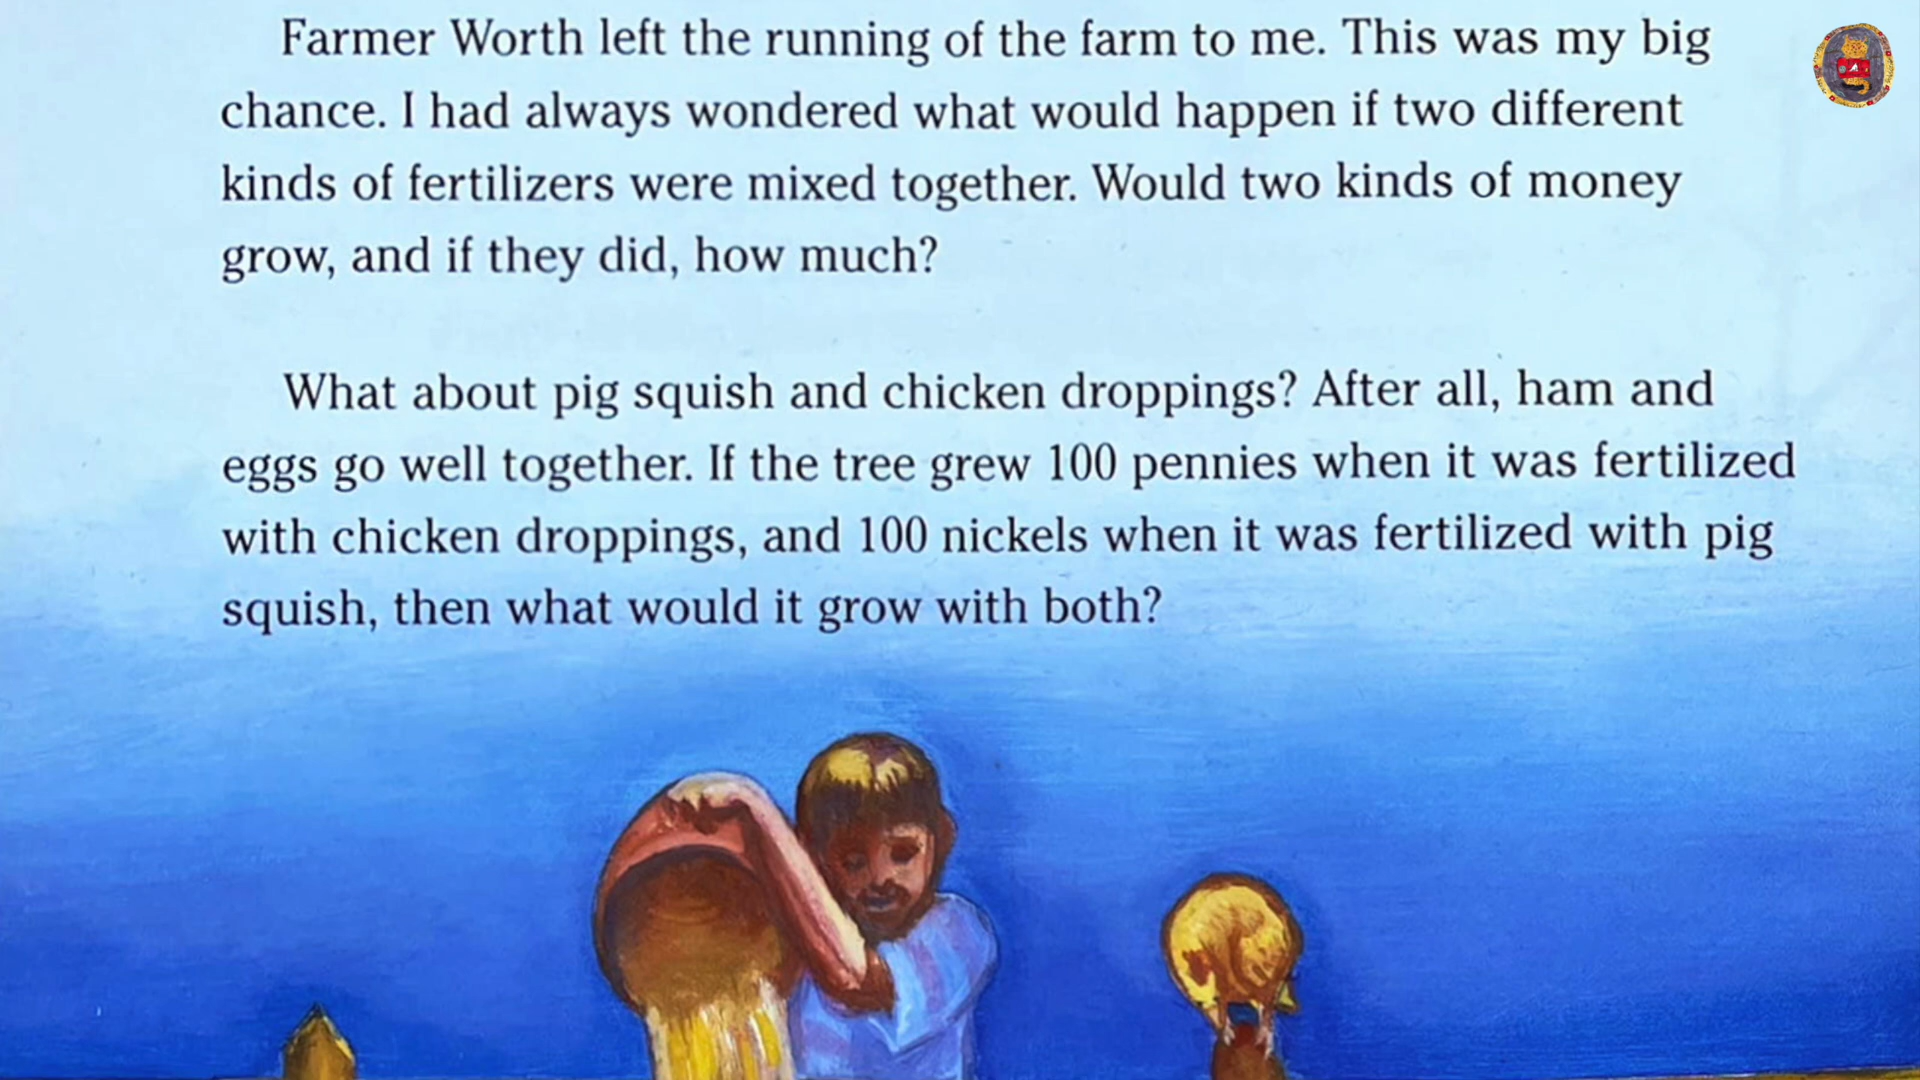 Farmer Worth left the running of the farm to me. This was my big
chance. I had always wondered what would happen if two different
kinds of fertilizers were mixed together. Would two kinds of money
grow, and if they did, how much?
What about pig squish and chicken droppings? After all, ham and
eggs go well together. If the tree grew 100 pennies when it was fertilized
with chicken droppings, and 100 nickels when it was fertilized with pig
squish, then what would it grow with both?